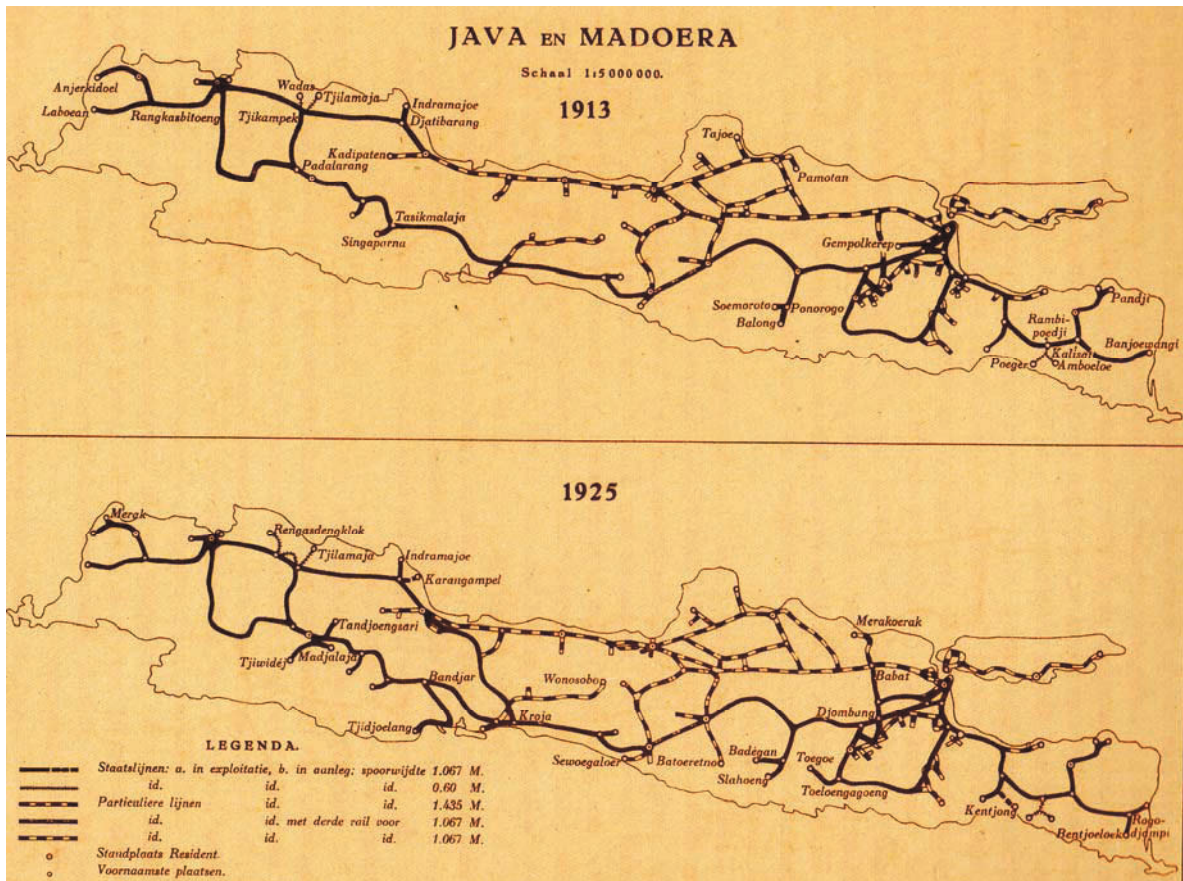 JAVA EN MADOERA
Schaal 1:5 000 000.
1913
Anjerkidoel
Laboean
Rangkasbitoeng
Wadas
Tjilamaja
Tjikampek
Indramajoe
Djatibarang
Kadipaten
Padalarang
Tasikmalaja
Singaparna
Tajoe
Pamotan
Gempolkerep
Soemoroto
Ponorogo
Balong
Pandji
Rambi-
poedji
Banjoewangi
Kalisat
Poeger
Amboeloe
1925
Merak
Rengasdengklok
Tjilamaja
Indramajoe
Karangampel
Tandjoengsari
Tjiwidéj
Madjalaja
Bandjar
Wonosobo
Tjidjoelang
Kroja
Merakoerak
Babat
Djombang
Sewoegaloer
Batoeretno
Badégan
Slahoeng
Toegoe
Toeloengagoeng
Kentjong
Rogo-
djampi
Bentjoeloek
LEGENDA.
Staatslijnen: a. in exploitatie, b. in aanleg; spoorwijdte 1.067 M.
id. id. id. 0.60 M.
Particuliere lijnen id. id. 1.435 M.
id. id. met derde rail voor 1.067 M.
id. id. id. 1.067 M.
Standplaats Resident.
Voornaamste plaatsen.